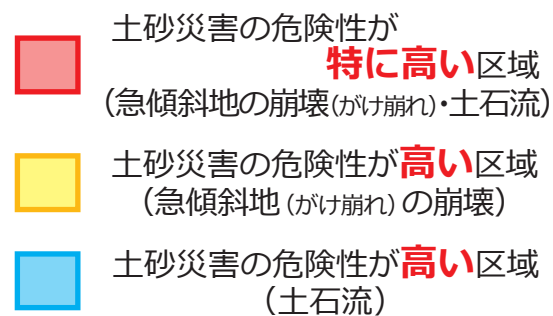 土砂災害の危険性が
特に高い区域
(急傾斜地の崩壊(がけ崩れ)・土石流)
土砂災害の危険性が高い区域
(急傾斜地(がけ崩れ)の崩壊)
土砂災害の危険性が高い区域
(土石流)